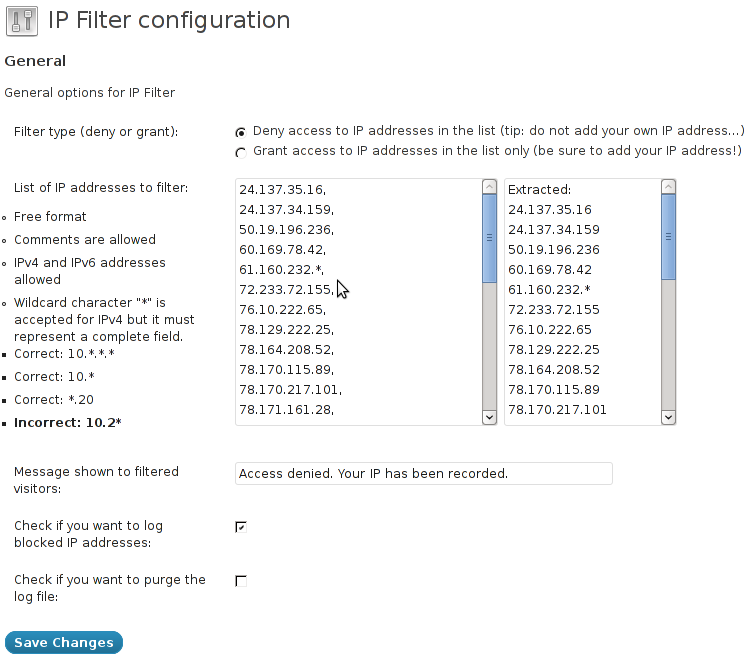 IP Filter configuration
General
General options for IP Filter
Filter type (deny or grant):
Deny access to IP addresses in the list (tip: do not add your own IP address...)
Grant access to IP addresses in the list only (be sure to add your IP address!)
List of IP addresses to filter:
Free format
Comments are allowed
IPv4 and IPv6 addresses
allowed
Wildcard character "*" is
accepted for IPv4 but it must
represent a complete field.
Correct: 10.*.*.*
Correct: 10.*
Correct: *.20
Incorrect: 10.2*
24.137.35.16,
24.137.34.159,
50.19.196.236,
60.169.78.42,
61.160.232.*,
72.233.72.155,
76.10.222.65,
78.129.222.25,
78.164.208.52,
78.170.115.89,
78.170.217.101,
78.171.161.28,
Extracted:
24.137.35.16
24.137.34.159
50.19.196.236
60.169.78.42
61.160.232.*
72.233.72.155
76.10.222.65
78.129.222.25
78.164.208.52
78.170.115.89
78.170.217.101
Message shown to filtered
visitors:
Access denied. Your IP has been recorded.
Check if you want to log
blocked IP addresses:
Check if you want to purge the
log file:
Save Changes